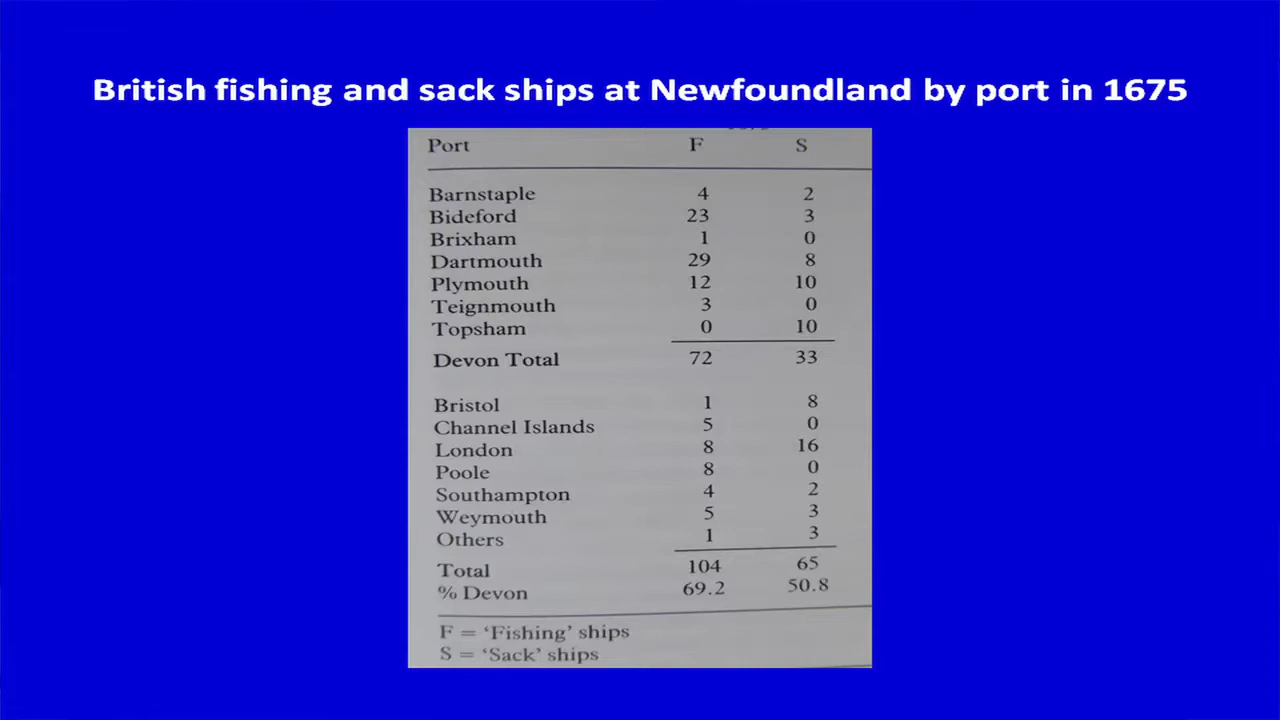 British fishing and sack ships at Newfoundland by port in 1675
Port F S
Barnstaple 4 2
Bideford 23 3
Brixham 1 0
Dartmouth 29 8
Plymouth 12 10
Teignmouth 3 0
Topsham 0 10
Devon Total 72 33
Bristol 1 8
Channel Islands 5 0
London 8 16
Poole 8 0
Southampton 4 2
Weymouth 5 3
Others 1 3
Total 104 65
% Devon 69.2 50.8
F = ‘Fishing’ ships
S = ‘Sack’ ships